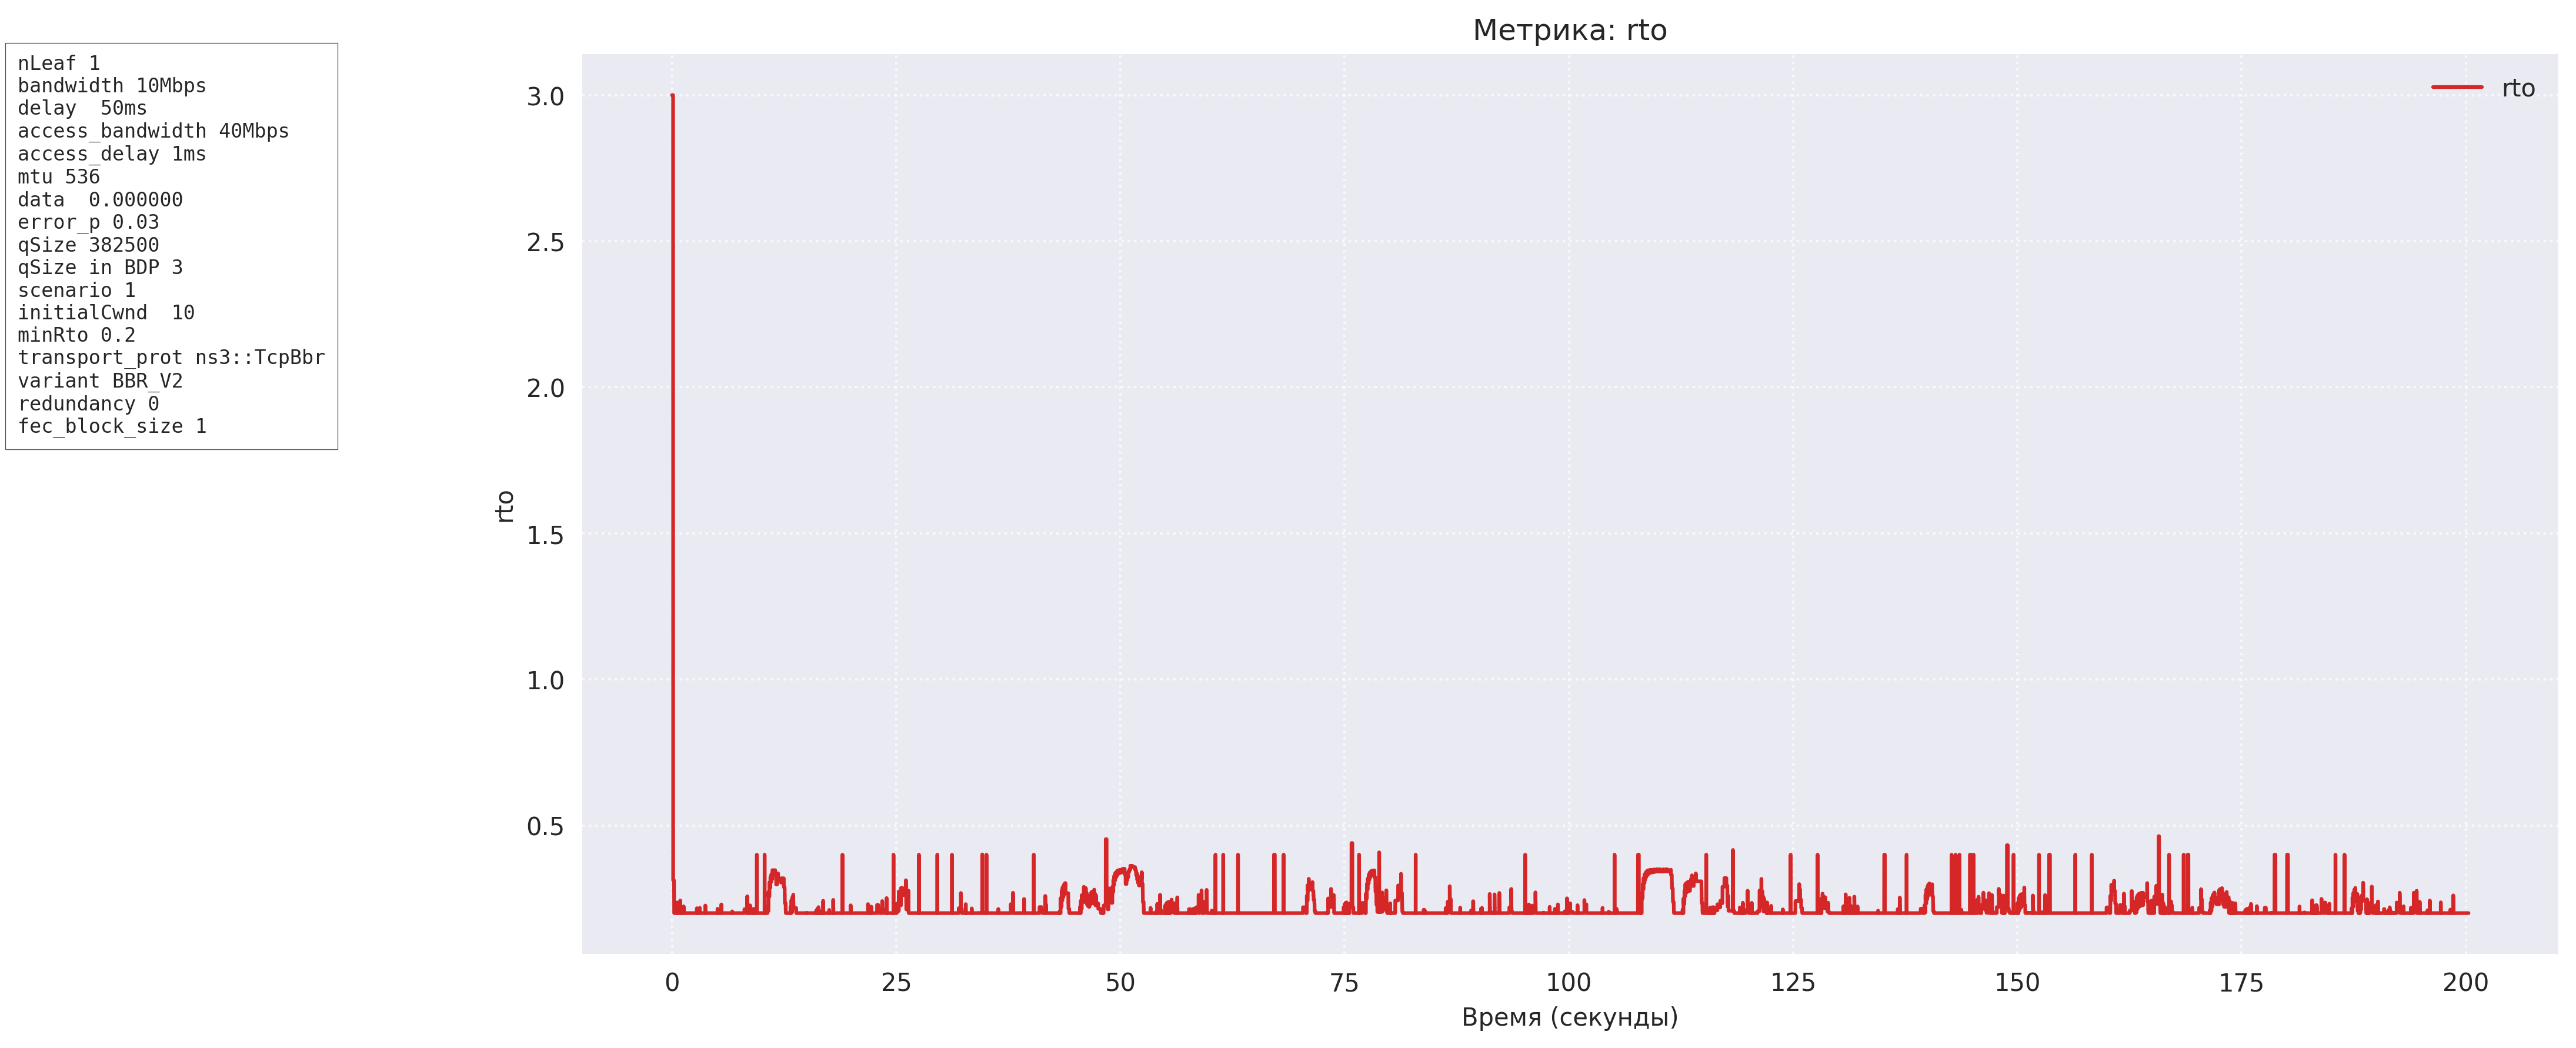 Метрика: rto
nLeaf 1
bandwidth 10Mbps
delay  50ms
access_bandwidth 40Mbps
access_delay 1ms
mtu 536
data  0.000000
error_p 0.03
qSize 382500
qSize in BDP 3
scenario 1
initialCwnd  10
minRto 0.2
transport_prot ns3::TcpBbr
variant BBR_V2
redundancy 0
fec_block_size 1
rto
3.0
2.5
2.0
1.5
1.0
0.5
rto
0 25 50 75 100 125 150 175 200
Время (секунды)